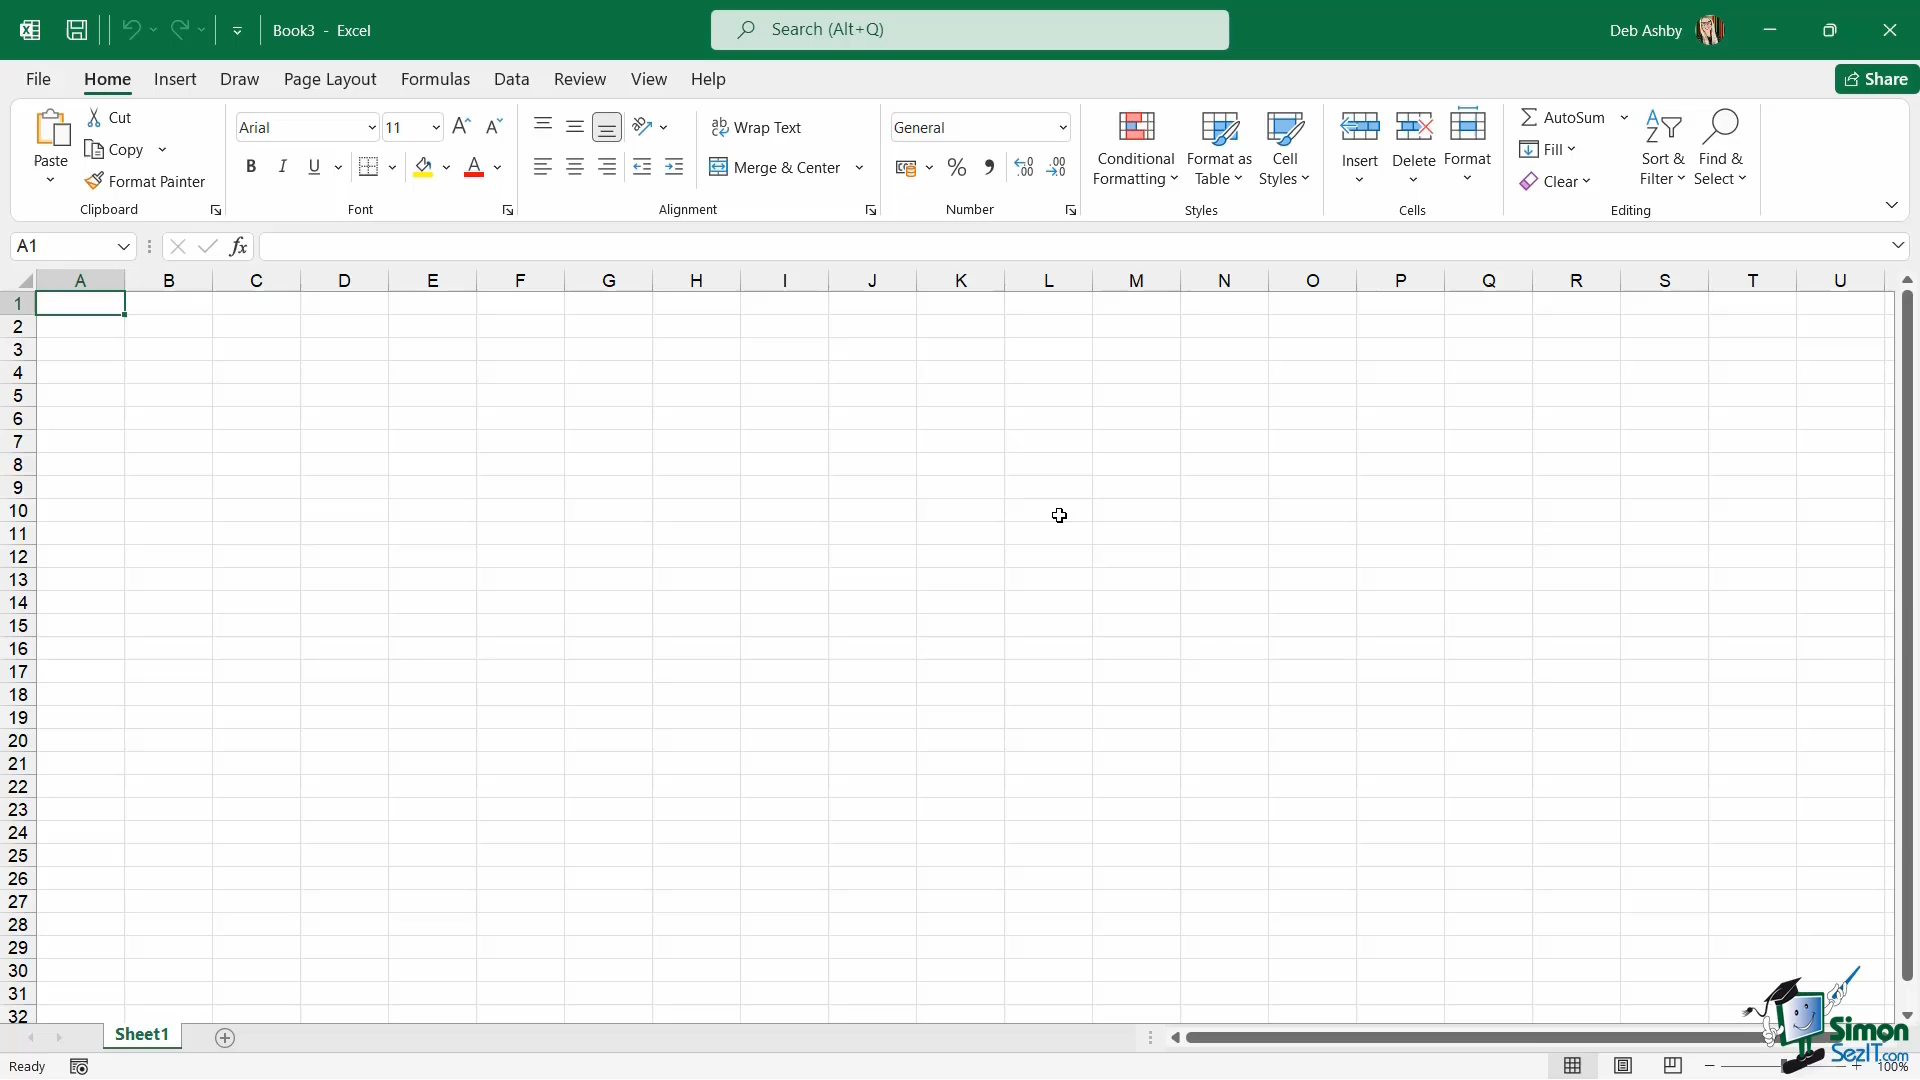 Book3 - Excel
Search (Alt+Q)
Deb Ashby
File Home Insert Draw Page Layout Formulas Data Review View Help
Share
Paste
Cut
Copy
Format Painter
Clipboard
Arial 11
B I U
Font
Wrap Text
Merge & Center
Alignment
General
Number
Conditional Formatting
Format as Table
Cell Styles
Styles
Insert
Delete
Format
Cells
AutoSum
Fill
Clear
Sort & Filter
Find & Select
Editing
A1
fx
A B C D E F G H I J K L M N O P Q R S T U
1
2
3
4
5
6
7
8
9
10
11
12
13
14
15
16
17
18
19
20
21
22
23
24
25
26
27
28
29
30
31
32
Sheet1
Ready
100%
Simon
SezIT.com